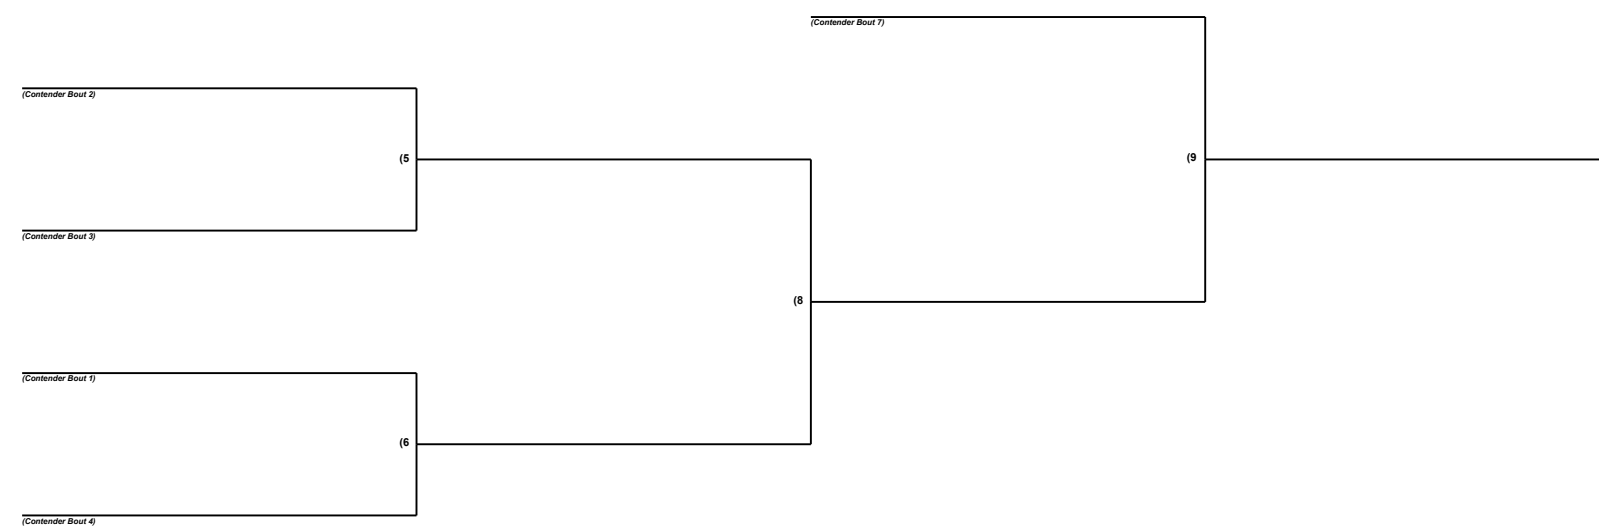 (Contender Bout 7)
(Contender Bout 2)
(5
(9
(Contender Bout 3)
(8
(Contender Bout 1)
(6
(Contender Bout 4)